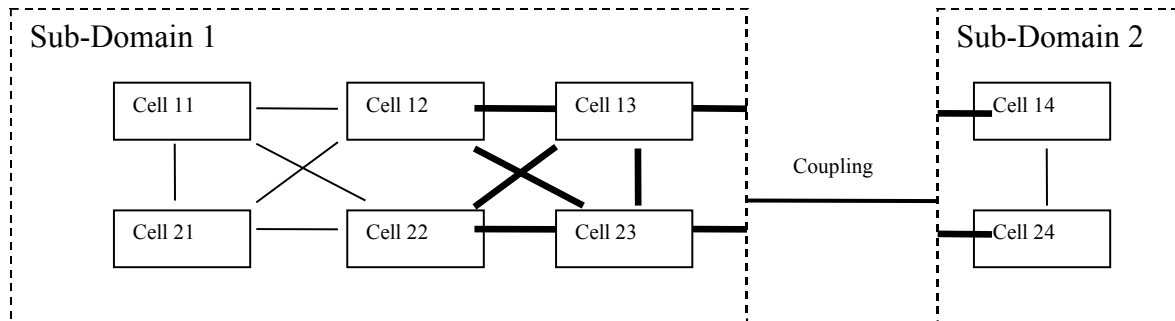 Sub-Domain 1
Sub-Domain 2
Cell 11
Cell 12
Cell 13
Cell 14
Coupling
Cell 21
Cell 22
Cell 23
Cell 24